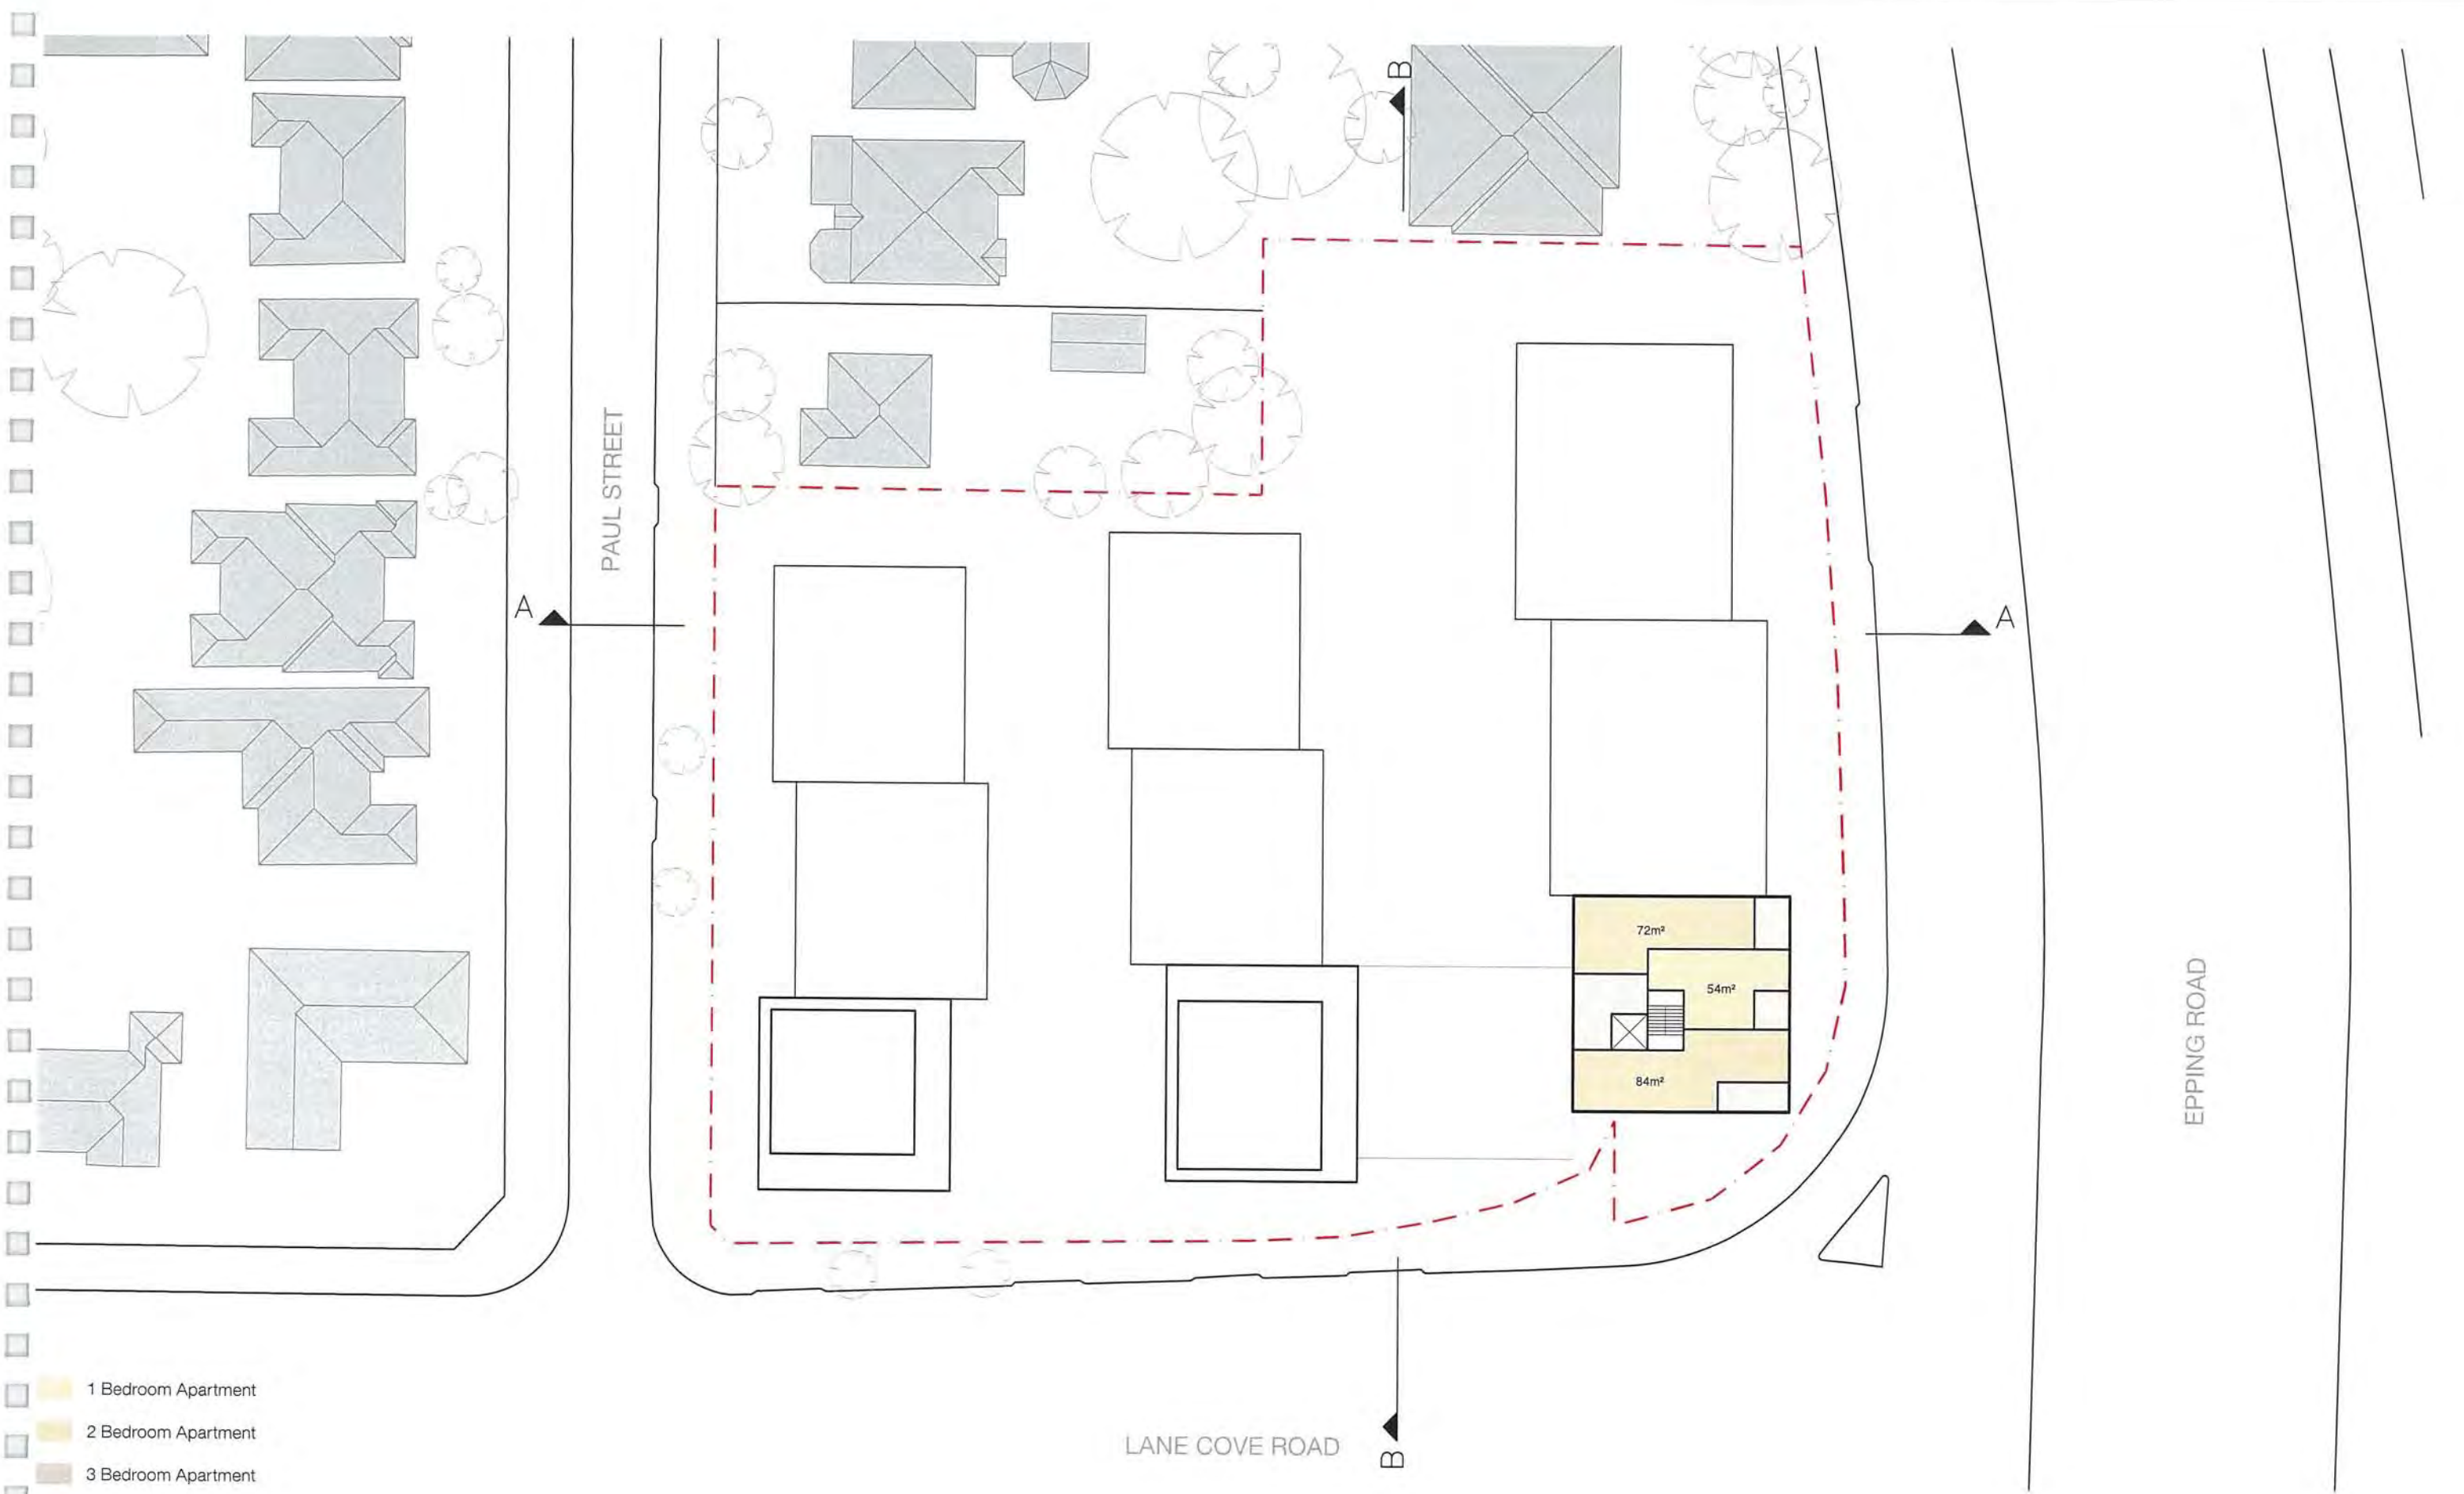 B
PAUL STREET
A
A
72m²
54m²
84m²
EPPING ROAD
1 Bedroom Apartment
2 Bedroom Apartment
3 Bedroom Apartment
LANE COVE ROAD
B